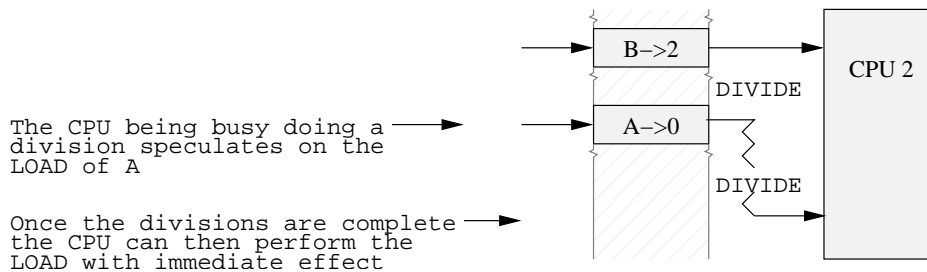 B->2
CPU 2
DIVIDE
A->0
The CPU being busy doing a
division speculates on the
LOAD of A
DIVIDE
Once the divisions are complete
the CPU can then perform the
LOAD with immediate effect